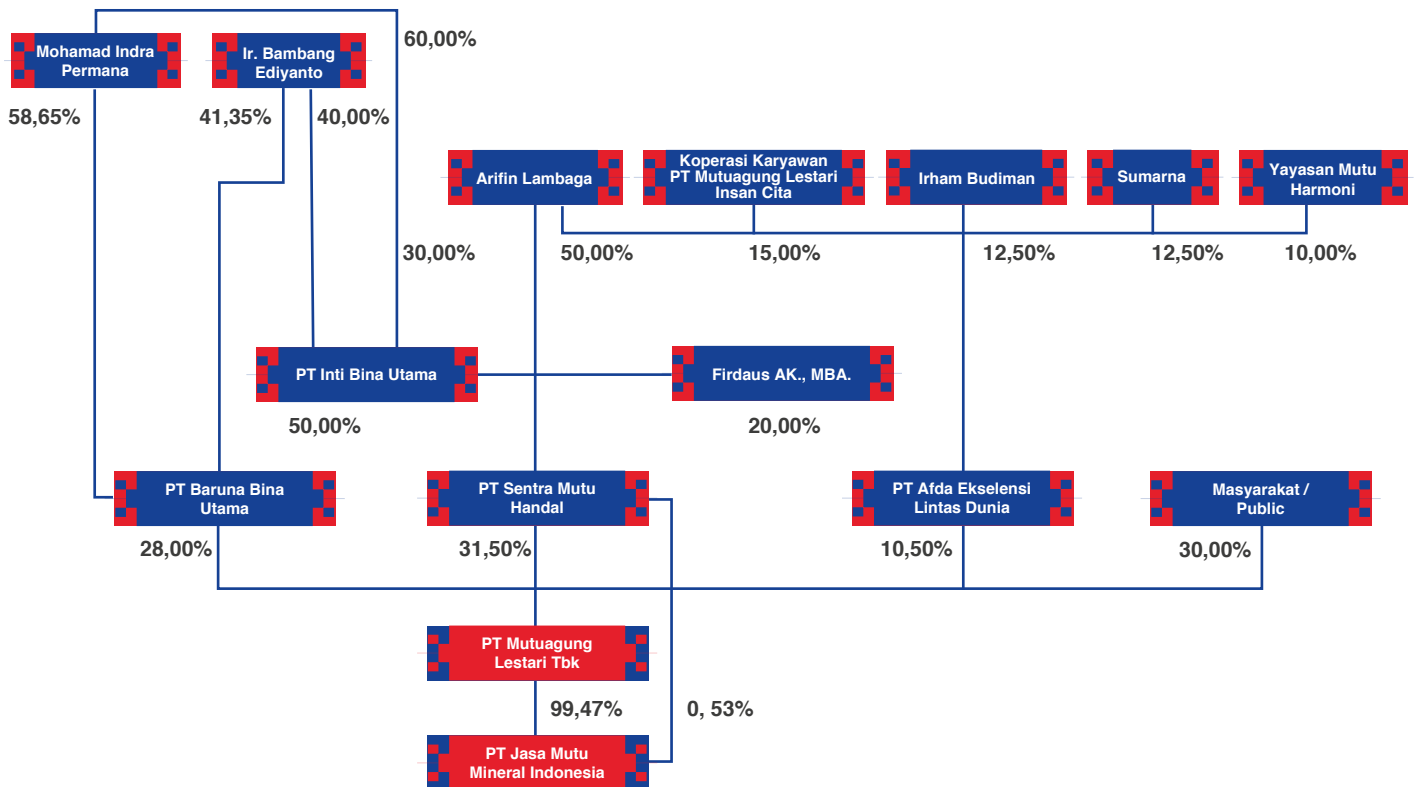 60,00%
Mohamad Indra
Permana
Ir. Bambang
Ediyanto
58,65%
41,35%
40,00%
Arifin Lambaga
Koperasi Karyawan
PT Mutuagung Lestari
Insan Cita
Irham Budiman
Sumarna
Yayasan Mutu
Harmoni
30,00%
50,00%
15,00%
12,50%
12,50%
10,00%
PT Inti Bina Utama
Firdaus AK., MBA.
50,00%
20,00%
PT Baruna Bina
Utama
PT Sentra Mutu
Handal
PT Afda Ekselensi
Lintas Dunia
Masyarakat /
Public
28,00%
31,50%
10,50%
30,00%
PT Mutuagung
Lestari Tbk
99,47%
0, 53%
PT Jasa Mutu
Mineral Indonesia